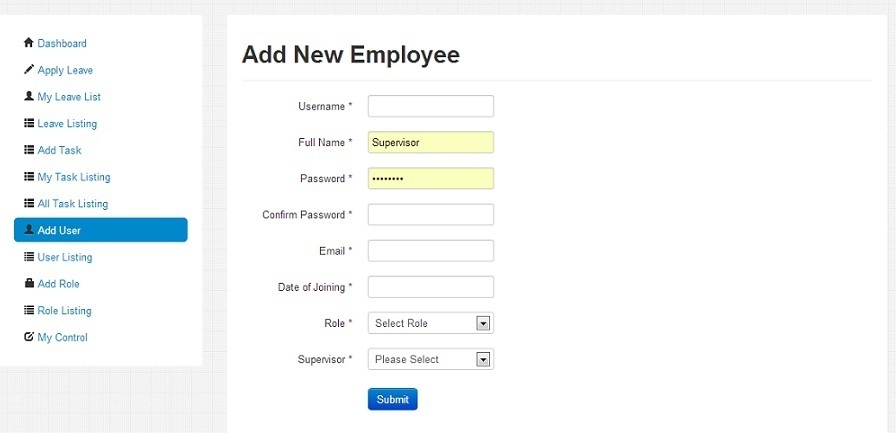 Dashboard
Apply Leave
My Leave List
Leave Listing
Add Task
My Task Listing
All Task Listing
Add User
User Listing
Add Role
Role Listing
My Control
Add New Employee
Username *
Full Name * Supervisor
Password * ••••••••
Confirm Password *
Email *
Date of Joining *
Role * Select Role
Supervisor * Please Select
Submit